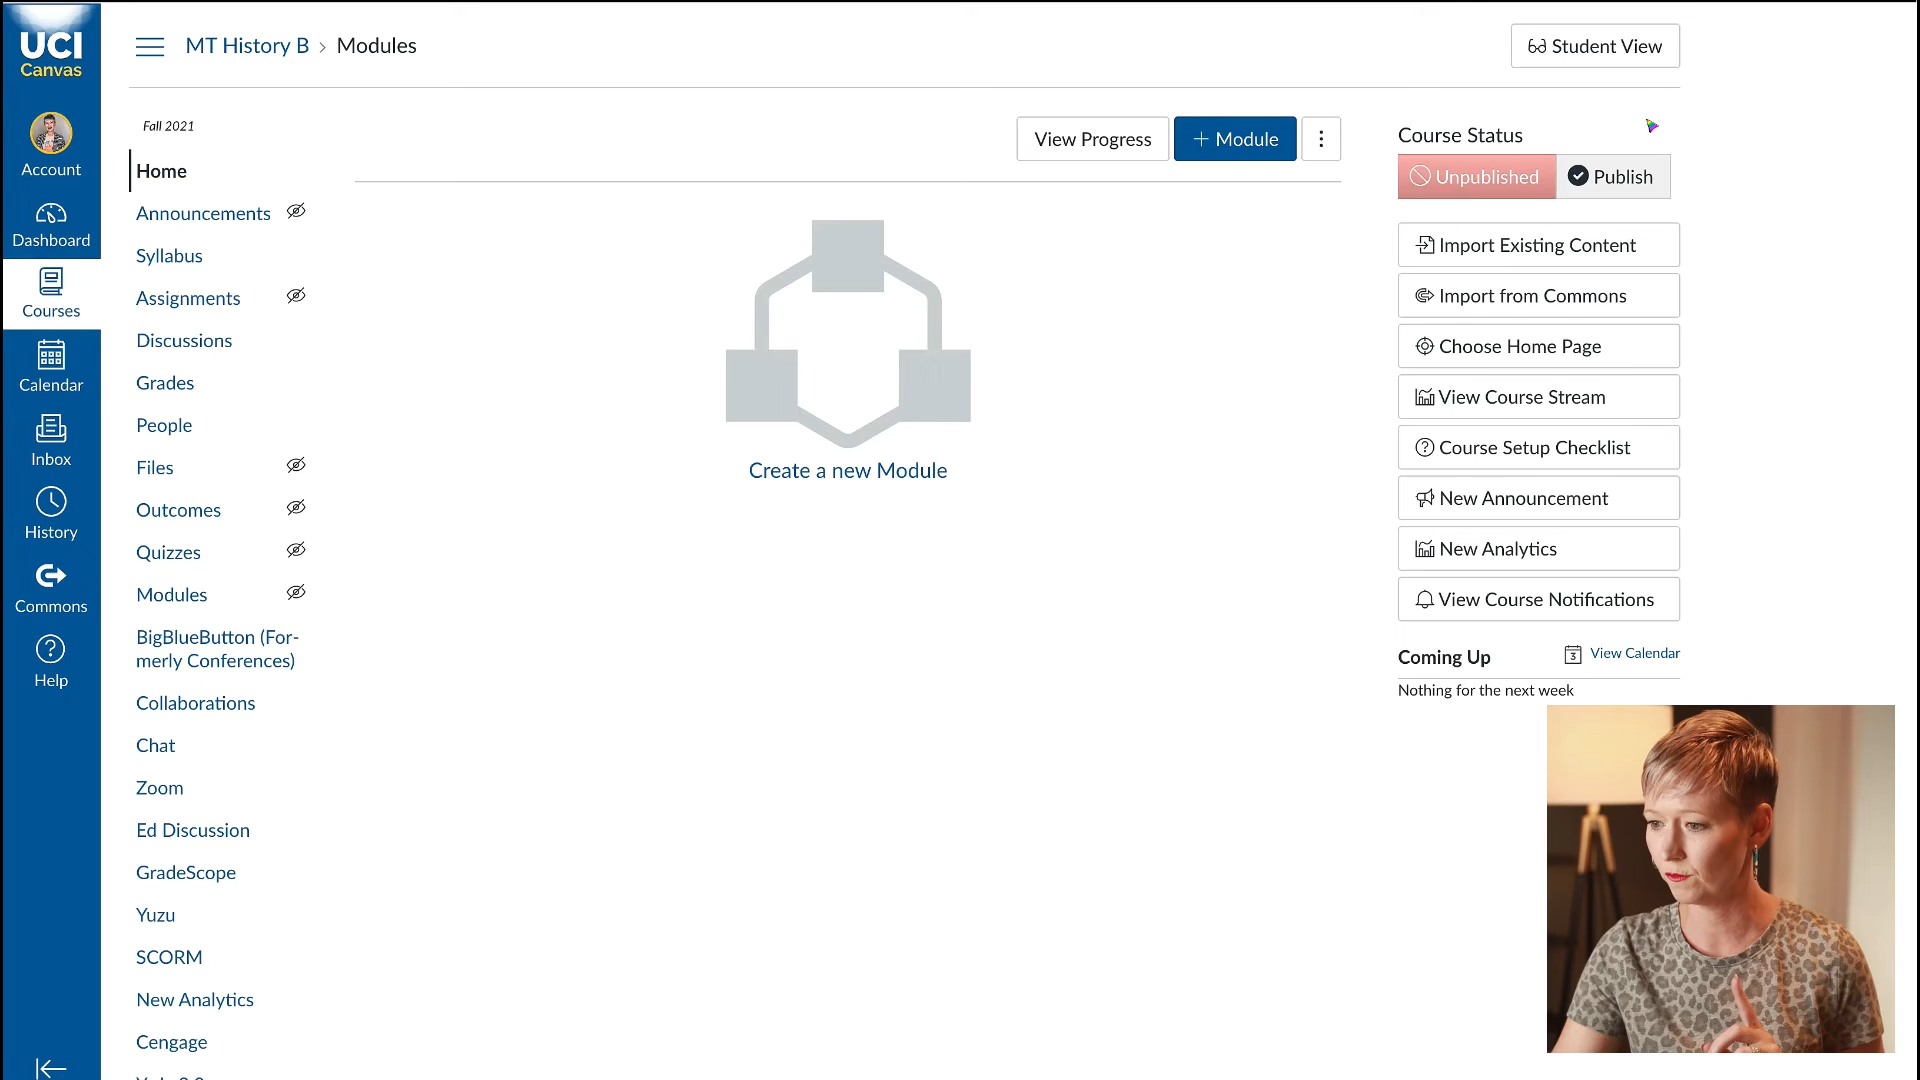 UCI
Canvas
Account
Dashboard
Courses
Calendar
Inbox
History
Commons
Help
MT History B › Modules
Student View
Fall 2021
Home
Announcements
Syllabus
Assignments
Discussions
Grades
People
Files
Outcomes
Quizzes
Modules
BigBlueButton (For-
merly Conferences)
Collaborations
Chat
Zoom
Ed Discussion
GradeScope
Yuzu
SCORM
New Analytics
Cengage
View Progress
+ Module
Create a new Module
Course Status
Unpublished
Publish
Import Existing Content
Import from Commons
Choose Home Page
View Course Stream
Course Setup Checklist
New Announcement
New Analytics
View Course Notifications
Coming Up
3 View Calendar
Nothing for the next week